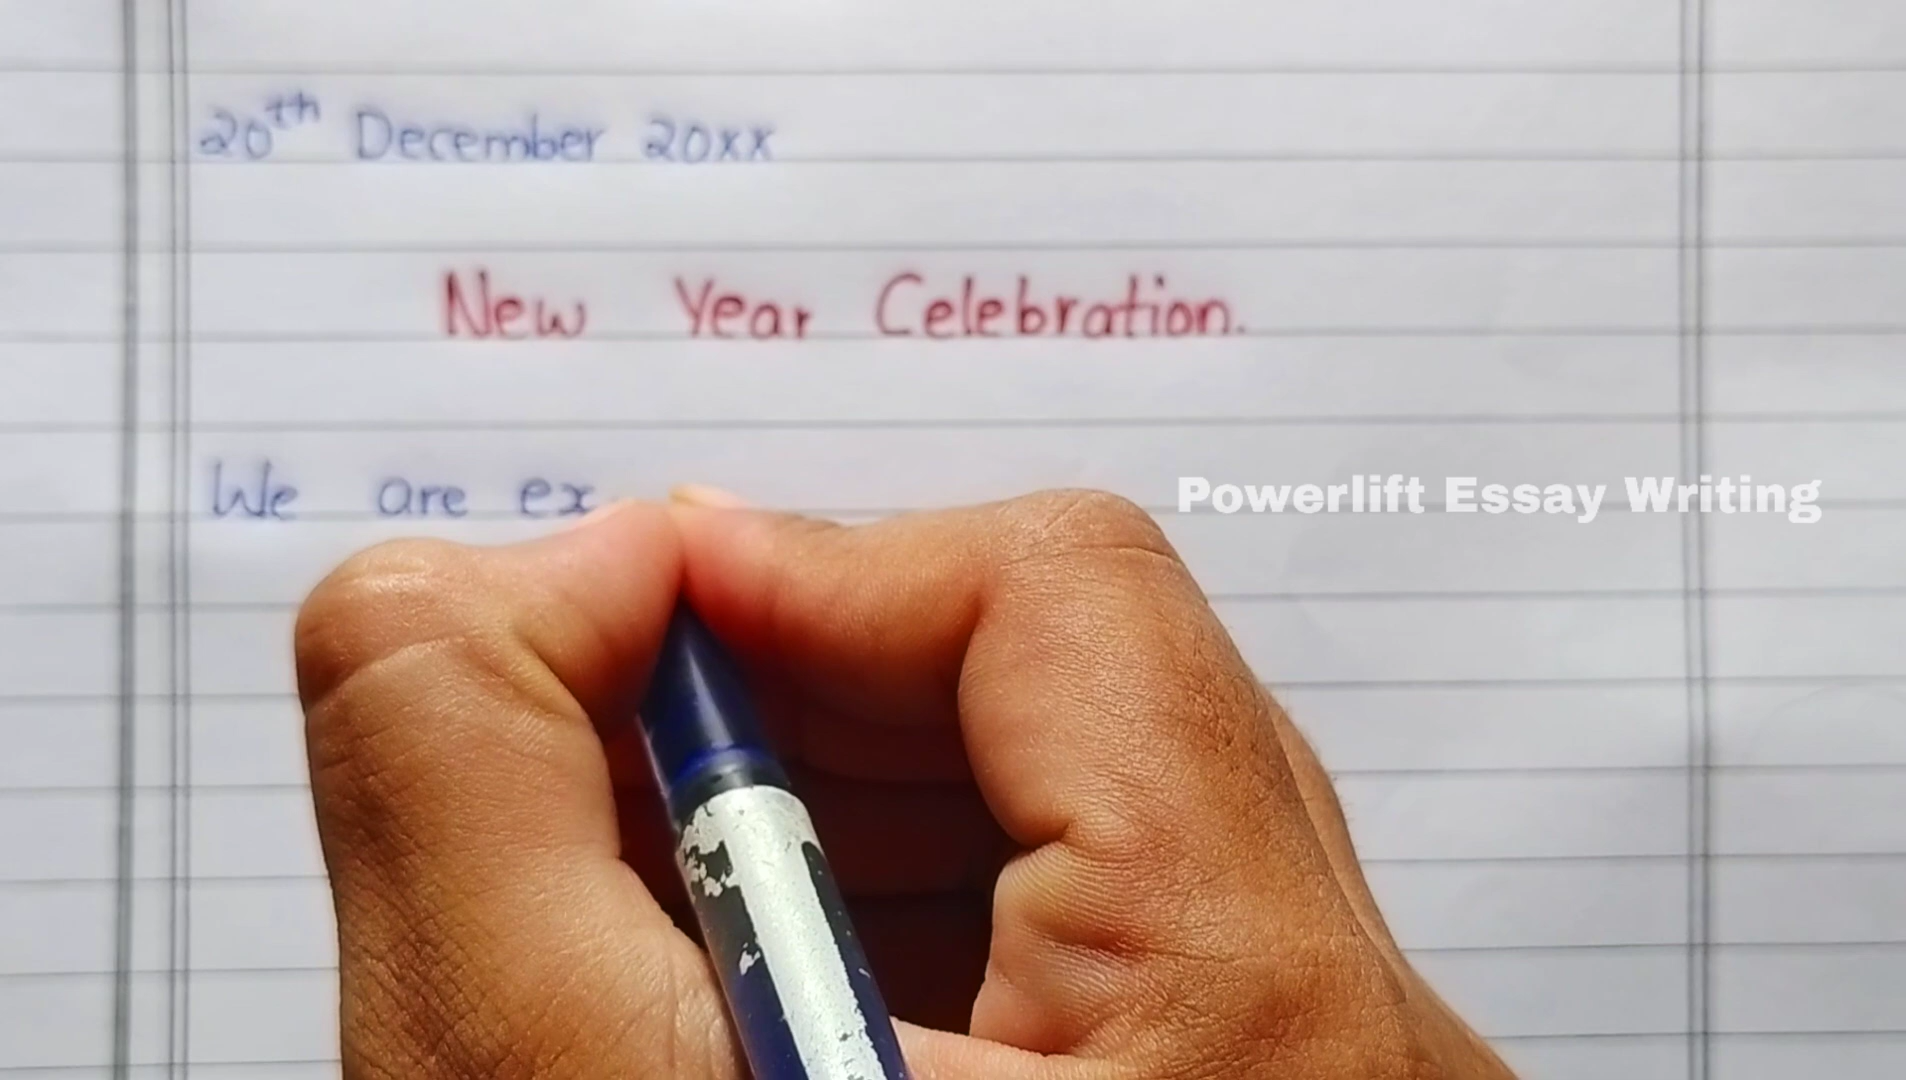 20th December 20xx
New Year Celebration.
We are ex
Powerlift Essay Writing